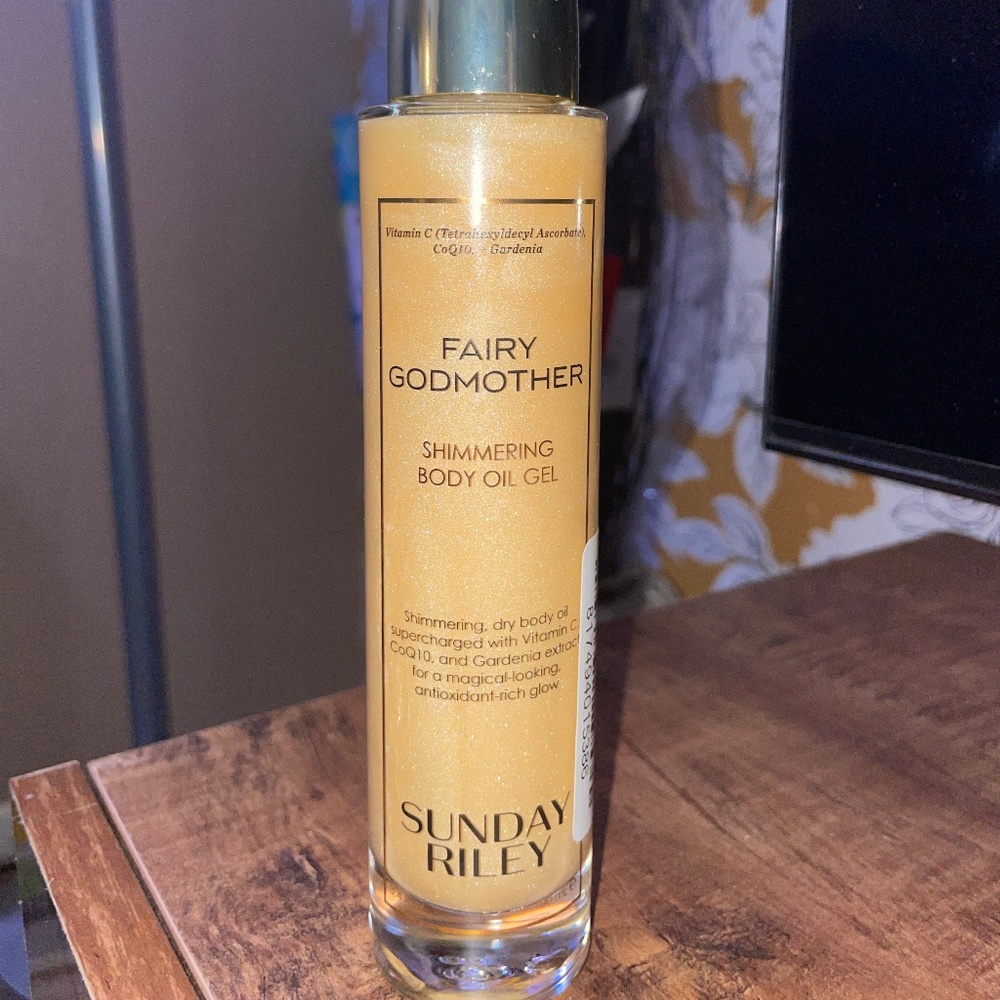 Vitamin C (Tetrahexyldecyl Ascorbate),
CoQ10, + Gardenia
FAIRY
GODMOTHER
SHIMMERING
BODY OIL GEL
Shimmering, dry body oil
supercharged with Vitamin C,
CoQ10, and Gardenia extract
for a magical-looking,
antioxidant-rich glow
SUNDAY
RILEY